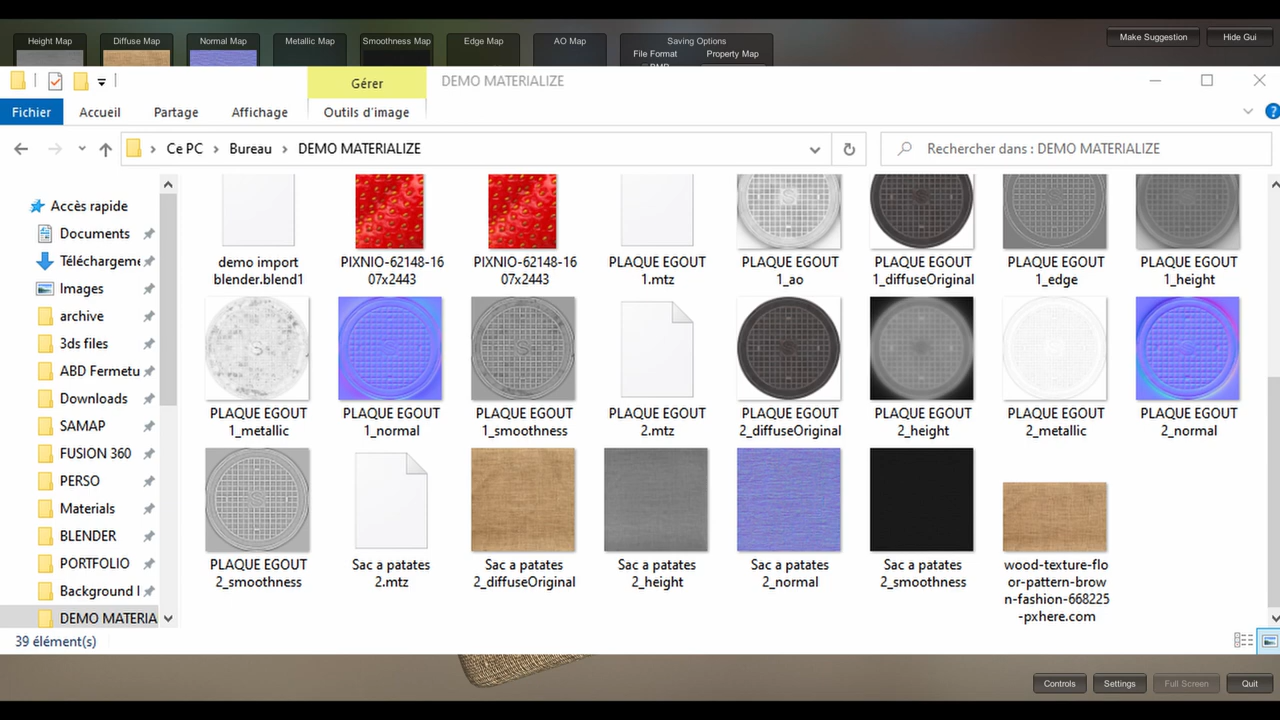 Height Map
Diffuse Map
Normal Map
Metallic Map
Smoothness Map
Edge Map
AO Map
Saving Options
File Format
Property Map
Make Suggestion
Hide Gui
Gérer
DEMO MATERIALIZE
Fichier
Accueil
Partage
Affichage
Outils d'image
Ce PC
Bureau
DEMO MATERIALIZE
Rechercher dans : DEMO MATERIALIZE
Accès rapide
Documents
Téléchargeme
Images
archive
3ds files
ABD Fermetu
Downloads
SAMAP
FUSION 360
PERSO
Materials
BLENDER
PORTFOLIO
Background I
DEMO MATERIA
demo import
blender.blend1
PIXNIO-62148-16
07x2443
PIXNIO-62148-16
07x2443
PLAQUE EGOUT
1.mtz
PLAQUE EGOUT
1_ao
PLAQUE EGOUT
1_diffuseOriginal
PLAQUE EGOUT
1_edge
PLAQUE EGOUT
1_height
PLAQUE EGOUT
1_metallic
PLAQUE EGOUT
1_normal
PLAQUE EGOUT
1_smoothness
PLAQUE EGOUT
2.mtz
PLAQUE EGOUT
2_diffuseOriginal
PLAQUE EGOUT
2_height
PLAQUE EGOUT
2_metallic
PLAQUE EGOUT
2_normal
PLAQUE EGOUT
2_smoothness
Sac a patates
2.mtz
Sac a patates
2_diffuseOriginal
Sac a patates
2_height
Sac a patates
2_normal
Sac a patates
2_smoothness
wood-texture-flo
or-pattern-brow
n-fashion-668225
-pxhere.com
39 élément(s)
Controls
Settings
Full Screen
Quit